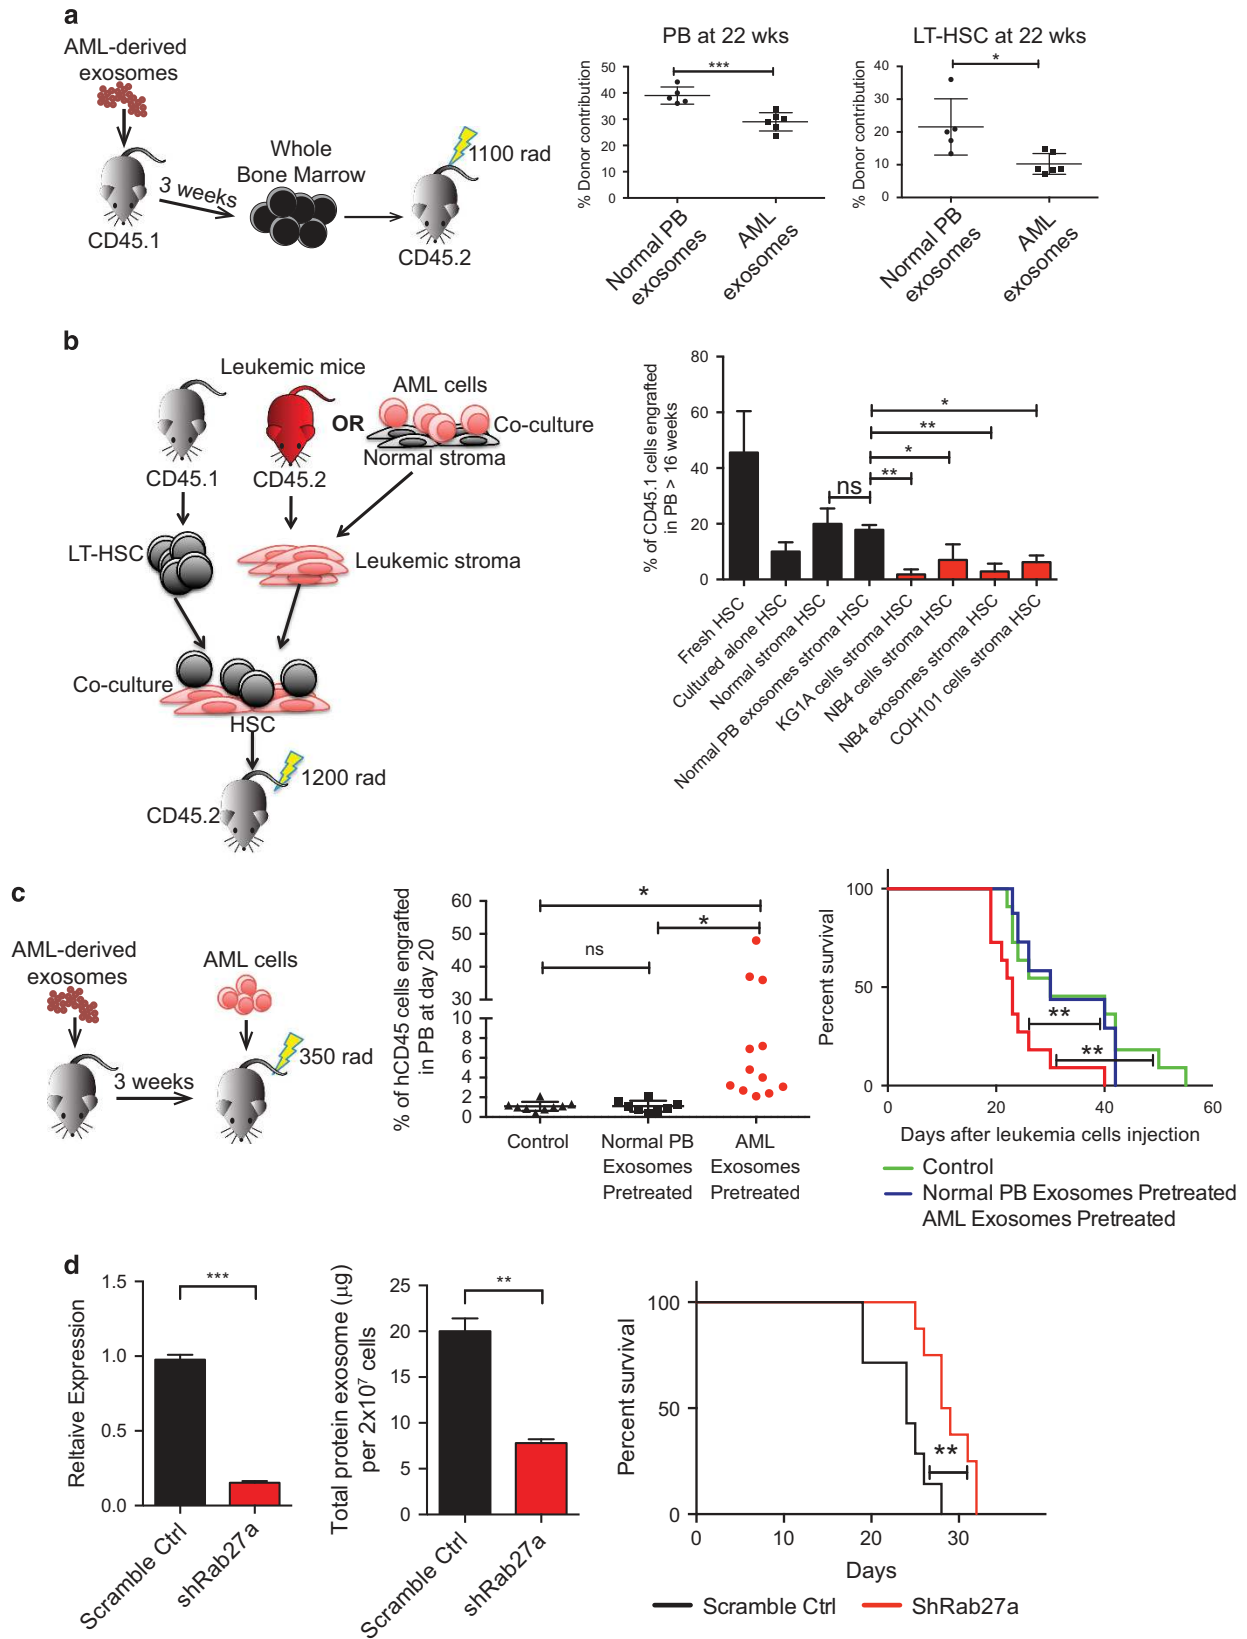 a
AML-derived
exosomes
CD45.1
3 weeks
Whole
Bone Marrow
1100 rad
CD45.2
PB at 22 wks
% Donor contribution
50
40
30
20
10
0
***
Normal PB
exosomes
AML
exosomes
LT-HSC at 22 wks
% Donor contribution
40
30
20
10
0
*
Normal PB
exosomes
AML
exosomes
b
Leukemic mice
AML cells
OR
Co-culture
Normal stroma
CD45.1
CD45.2
LT-HSC
Leukemic stroma
Co-culture
HSC
1200 rad
CD45.2
% of CD45.1 cells engrafted
in PB > 16 weeks
80
60
40
20
0
ns
**
*
**
*
Fresh HSC
Cultured alone HSC
Normal stroma HSC
Normal PB exosomes stroma HSC
KG1A cells stroma HSC
NB4 cells stroma HSC
NB4 exosomes stroma HSC
COH101 cells stroma HSC
c
AML-derived
exosomes
AML cells
350 rad
3 weeks
% of hCD45 cells engrafted
in PB at day 20
60
50
40
30
10
8
6
4
2
0
*
*
ns
Control
Normal PB
Exosomes
Pretreated
AML
Exosomes
Pretreated
Percent survival
100
50
0
0
20
40
60
**
**
Days after leukemia cells injection
Control
Normal PB Exosomes Pretreated
AML Exosomes Pretreated
d
Reltaive Expression
1.5
1.0
0.5
0.0
***
Scramble Ctrl
shRab27a
Total protein exosome (µg)
per 2x10⁷ cells
25
20
15
10
5
0
**
Scramble Ctrl
shRab27a
Percent survival
100
50
0
0
10
20
30
**
Days
Scramble Ctrl
ShRab27a